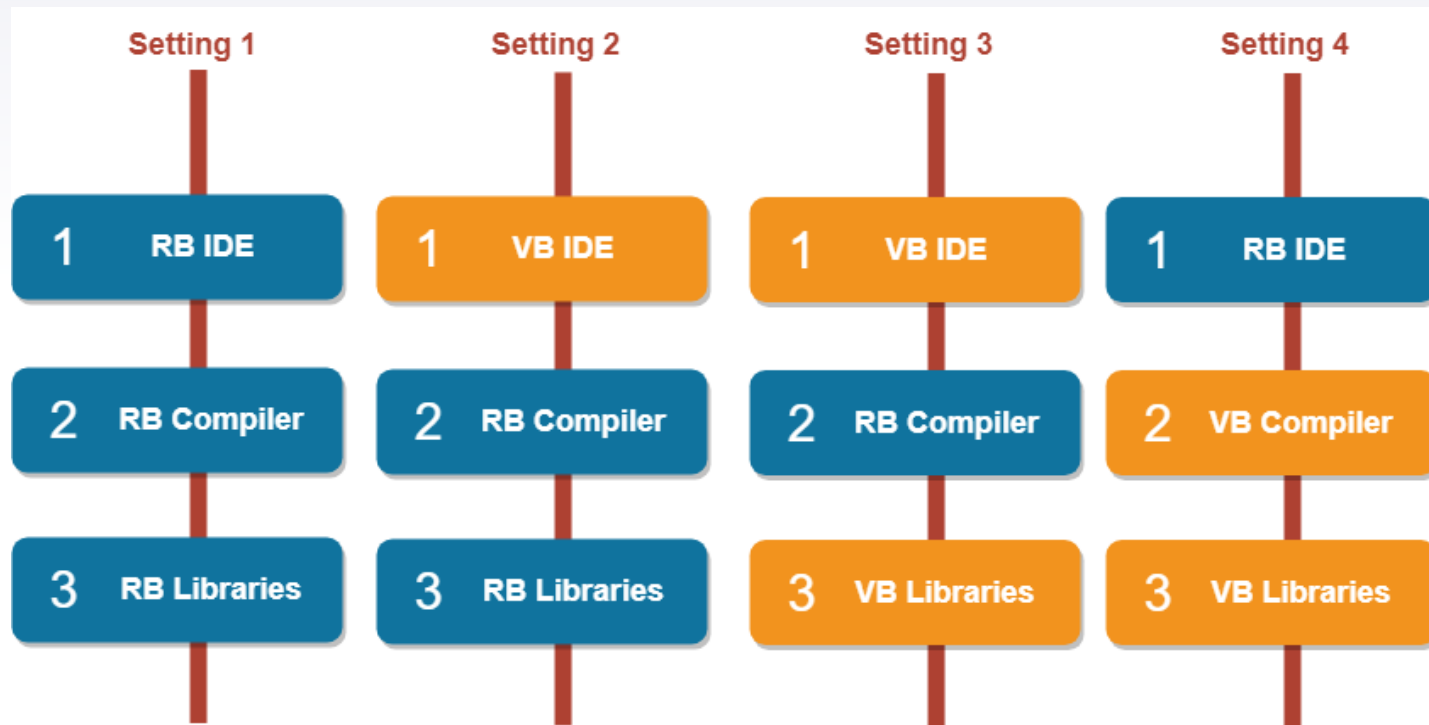 Setting 1
Setting 2
Setting 3
Setting 4
1 RB IDE
1 VB IDE
1 VB IDE
1 RB IDE
2 RB Compiler
2 RB Compiler
2 RB Compiler
2 VB Compiler
3 RB Libraries
3 RB Libraries
3 VB Libraries
3 VB Libraries